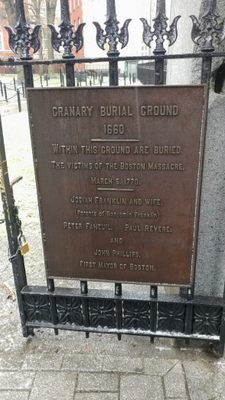 GRANARY BURIAL GROUND
1660
WITHIN THIS GROUND ARE BURIED
THE VICTIMS OF THE BOSTON MASSACRE,
MARCH 5, 1770.
JOSIAH FRANKLIN AND WIFE,
(Parents of Benjamin Franklin)
PETER FANEUIL, PAUL REVERE,
AND
JOHN PHILLIPS,
FIRST MAYOR OF BOSTON.